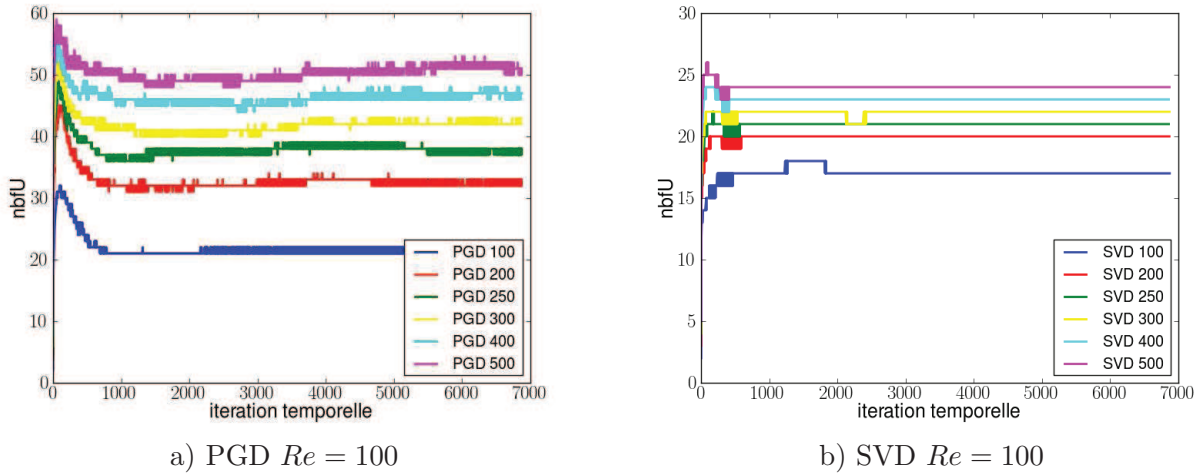 60
50
40
30
20
10
0
nbfU
0 1000 2000 3000 4000 5000 6000 7000
iteration temporelle
PGD 100
PGD 200
PGD 250
PGD 300
PGD 400
PGD 500
a) PGD Re = 100
30
25
20
15
10
5
0
nbfU
0 1000 2000 3000 4000 5000 6000 7000
iteration temporelle
SVD 100
SVD 200
SVD 250
SVD 300
SVD 400
SVD 500
b) SVD Re = 100